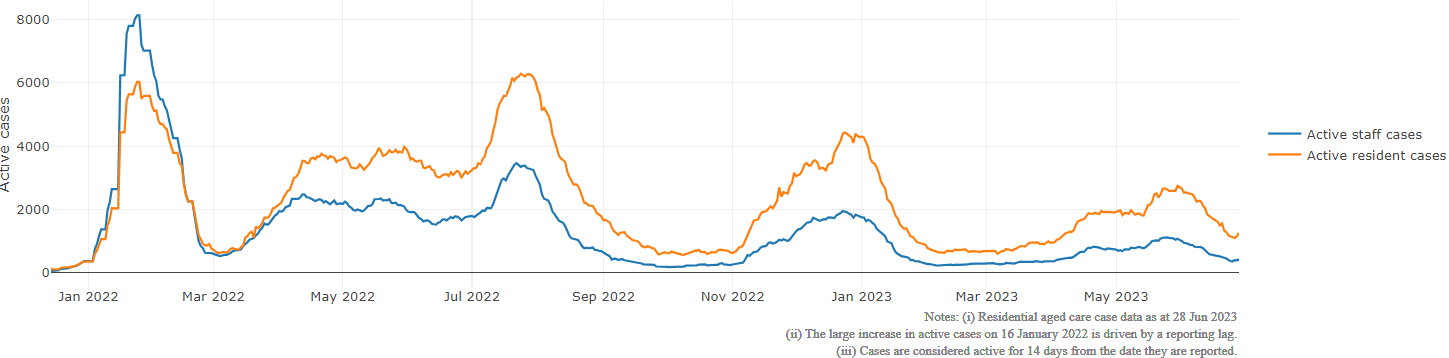 8000
6000
4000
2000
0
Active cases
Jan 2022
Mar 2022
May 2022
Jul 2022
Sep 2022
Nov 2022
Jan 2023
Mar 2023
May 2023
Active staff cases
Active resident cases
Notes: (i) Residential aged care case data as at 28 Jun 2023
(ii) The large increase in active cases on 16 January 2022 is driven by a reporting lag.
(iii) Cases are considered active for 14 days from the date they are reported.